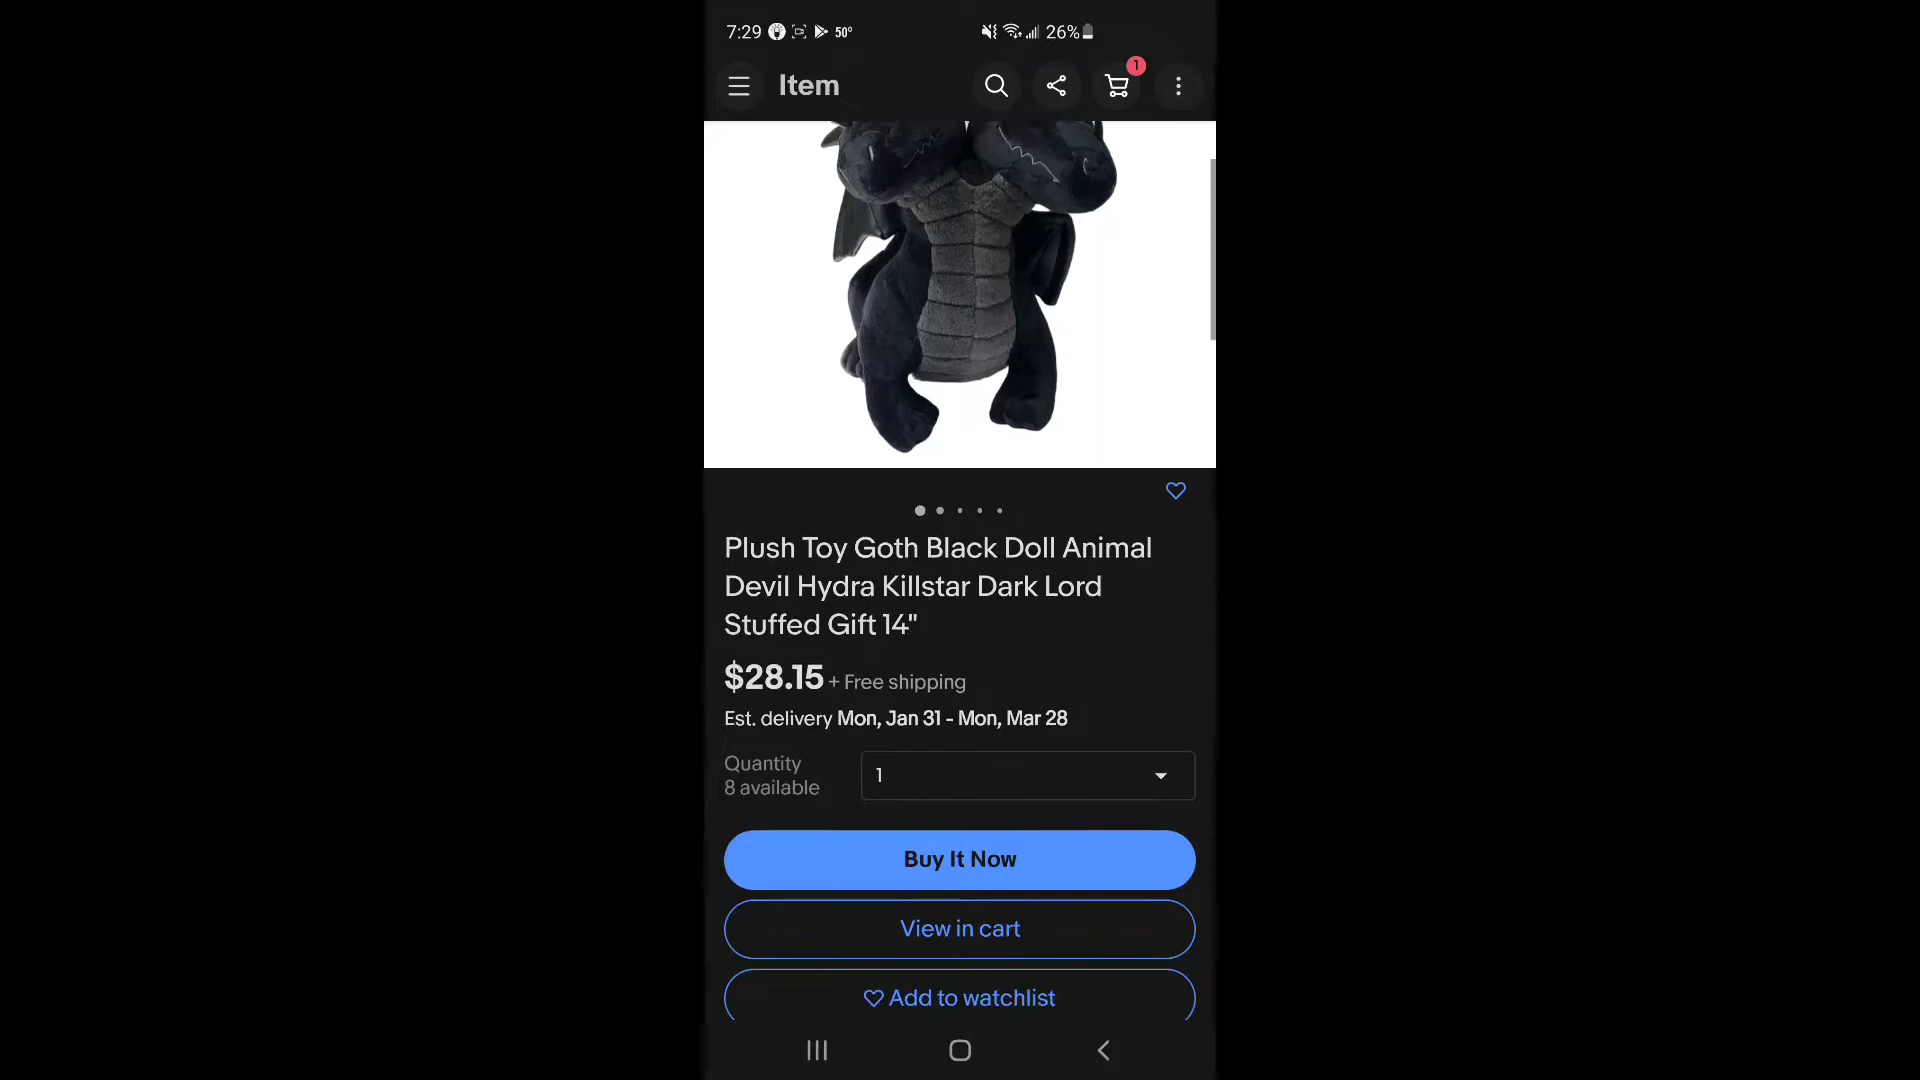 7:29 50° 26%
Item
1
Plush Toy Goth Black Doll Animal
Devil Hydra Killstar Dark Lord
Stuffed Gift 14"
$28.15 + Free shipping
Est. delivery Mon, Jan 31 - Mon, Mar 28
Quantity
8 available
1
Buy It Now
View in cart
Add to watchlist